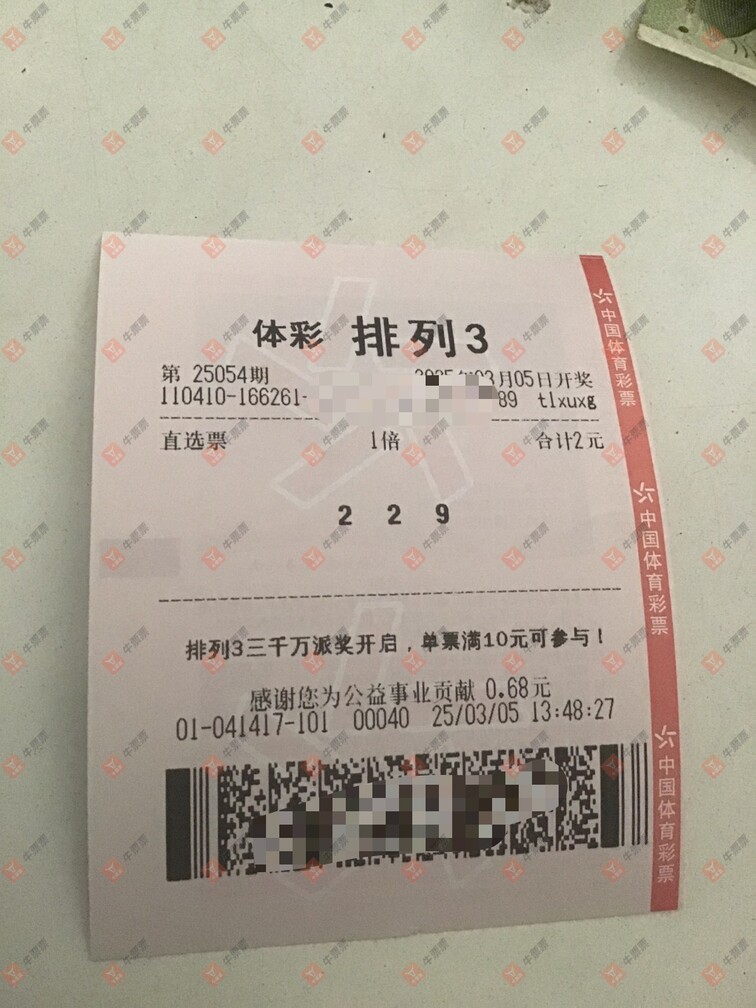 体彩 排列3
第 25054期 2025年03月05日开奖
110410-166261- 89 tlxuxg
直选票 1倍 合计2元
2 2 9
排列3三千万派奖开启，单票满10元可参与！
感谢您为公益事业贡献 0.68元
01-041417-101 00040 25/03/05 13:48:27
中国体育彩票
中国体育彩票
中国体育彩票